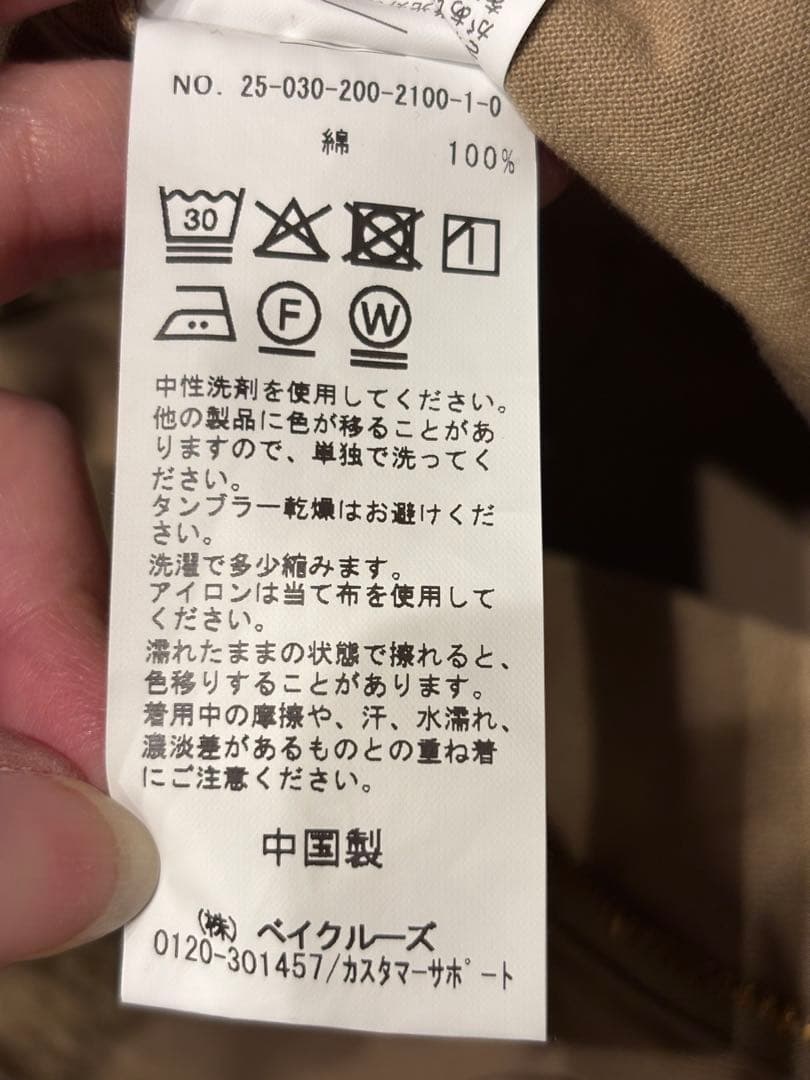 NO. 25-030-200-2100-1-0
綿 100%
30
F W
中性洗剤を使用してください。
他の製品に色が移ることがあ
りますので、単独で洗ってく
ださい。
タンブラー乾燥はお避けくだ
さい。
洗濯で多少縮みます。
アイロンは当て布を使用して
ください。
濡れたままの状態で擦れると、
色移りすることがあります。
着用中の摩擦や、汗、水濡れ、
濃淡差があるものとの重ね着
にご注意ください。
中国製
(株) ベイクルーズ
0120-301457/カスタマーサポート